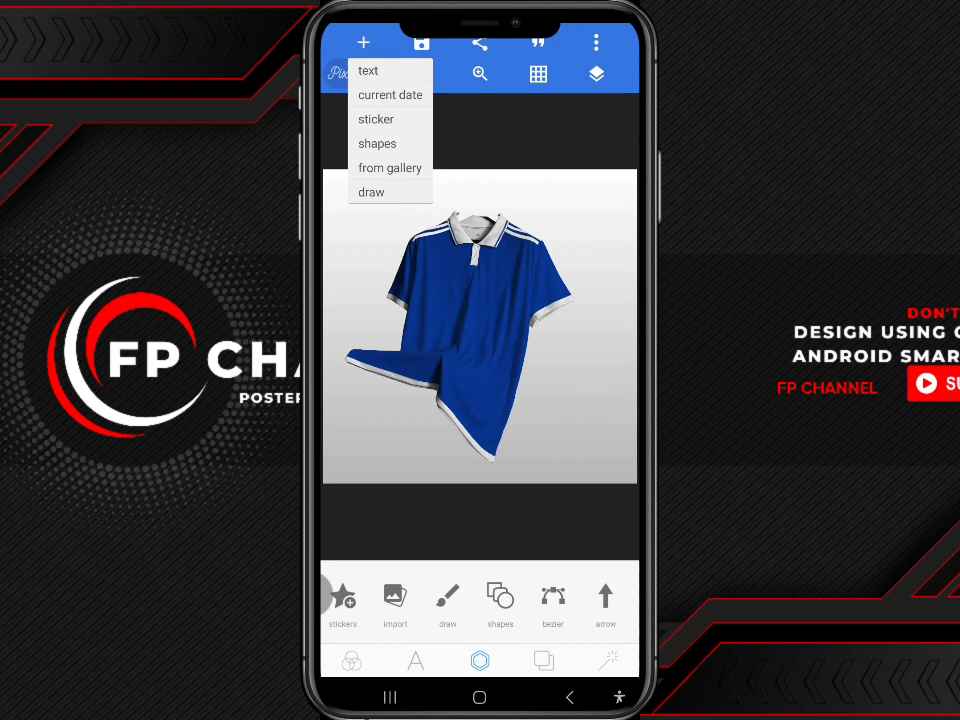 Pix
text
current date
sticker
shapes
from gallery
draw
FP CHA
POSTER
DON'T
DESIGN USING
ANDROID SMAR
FP CHANNEL
SU
stickers
import
draw
shapes
bezier
arrow